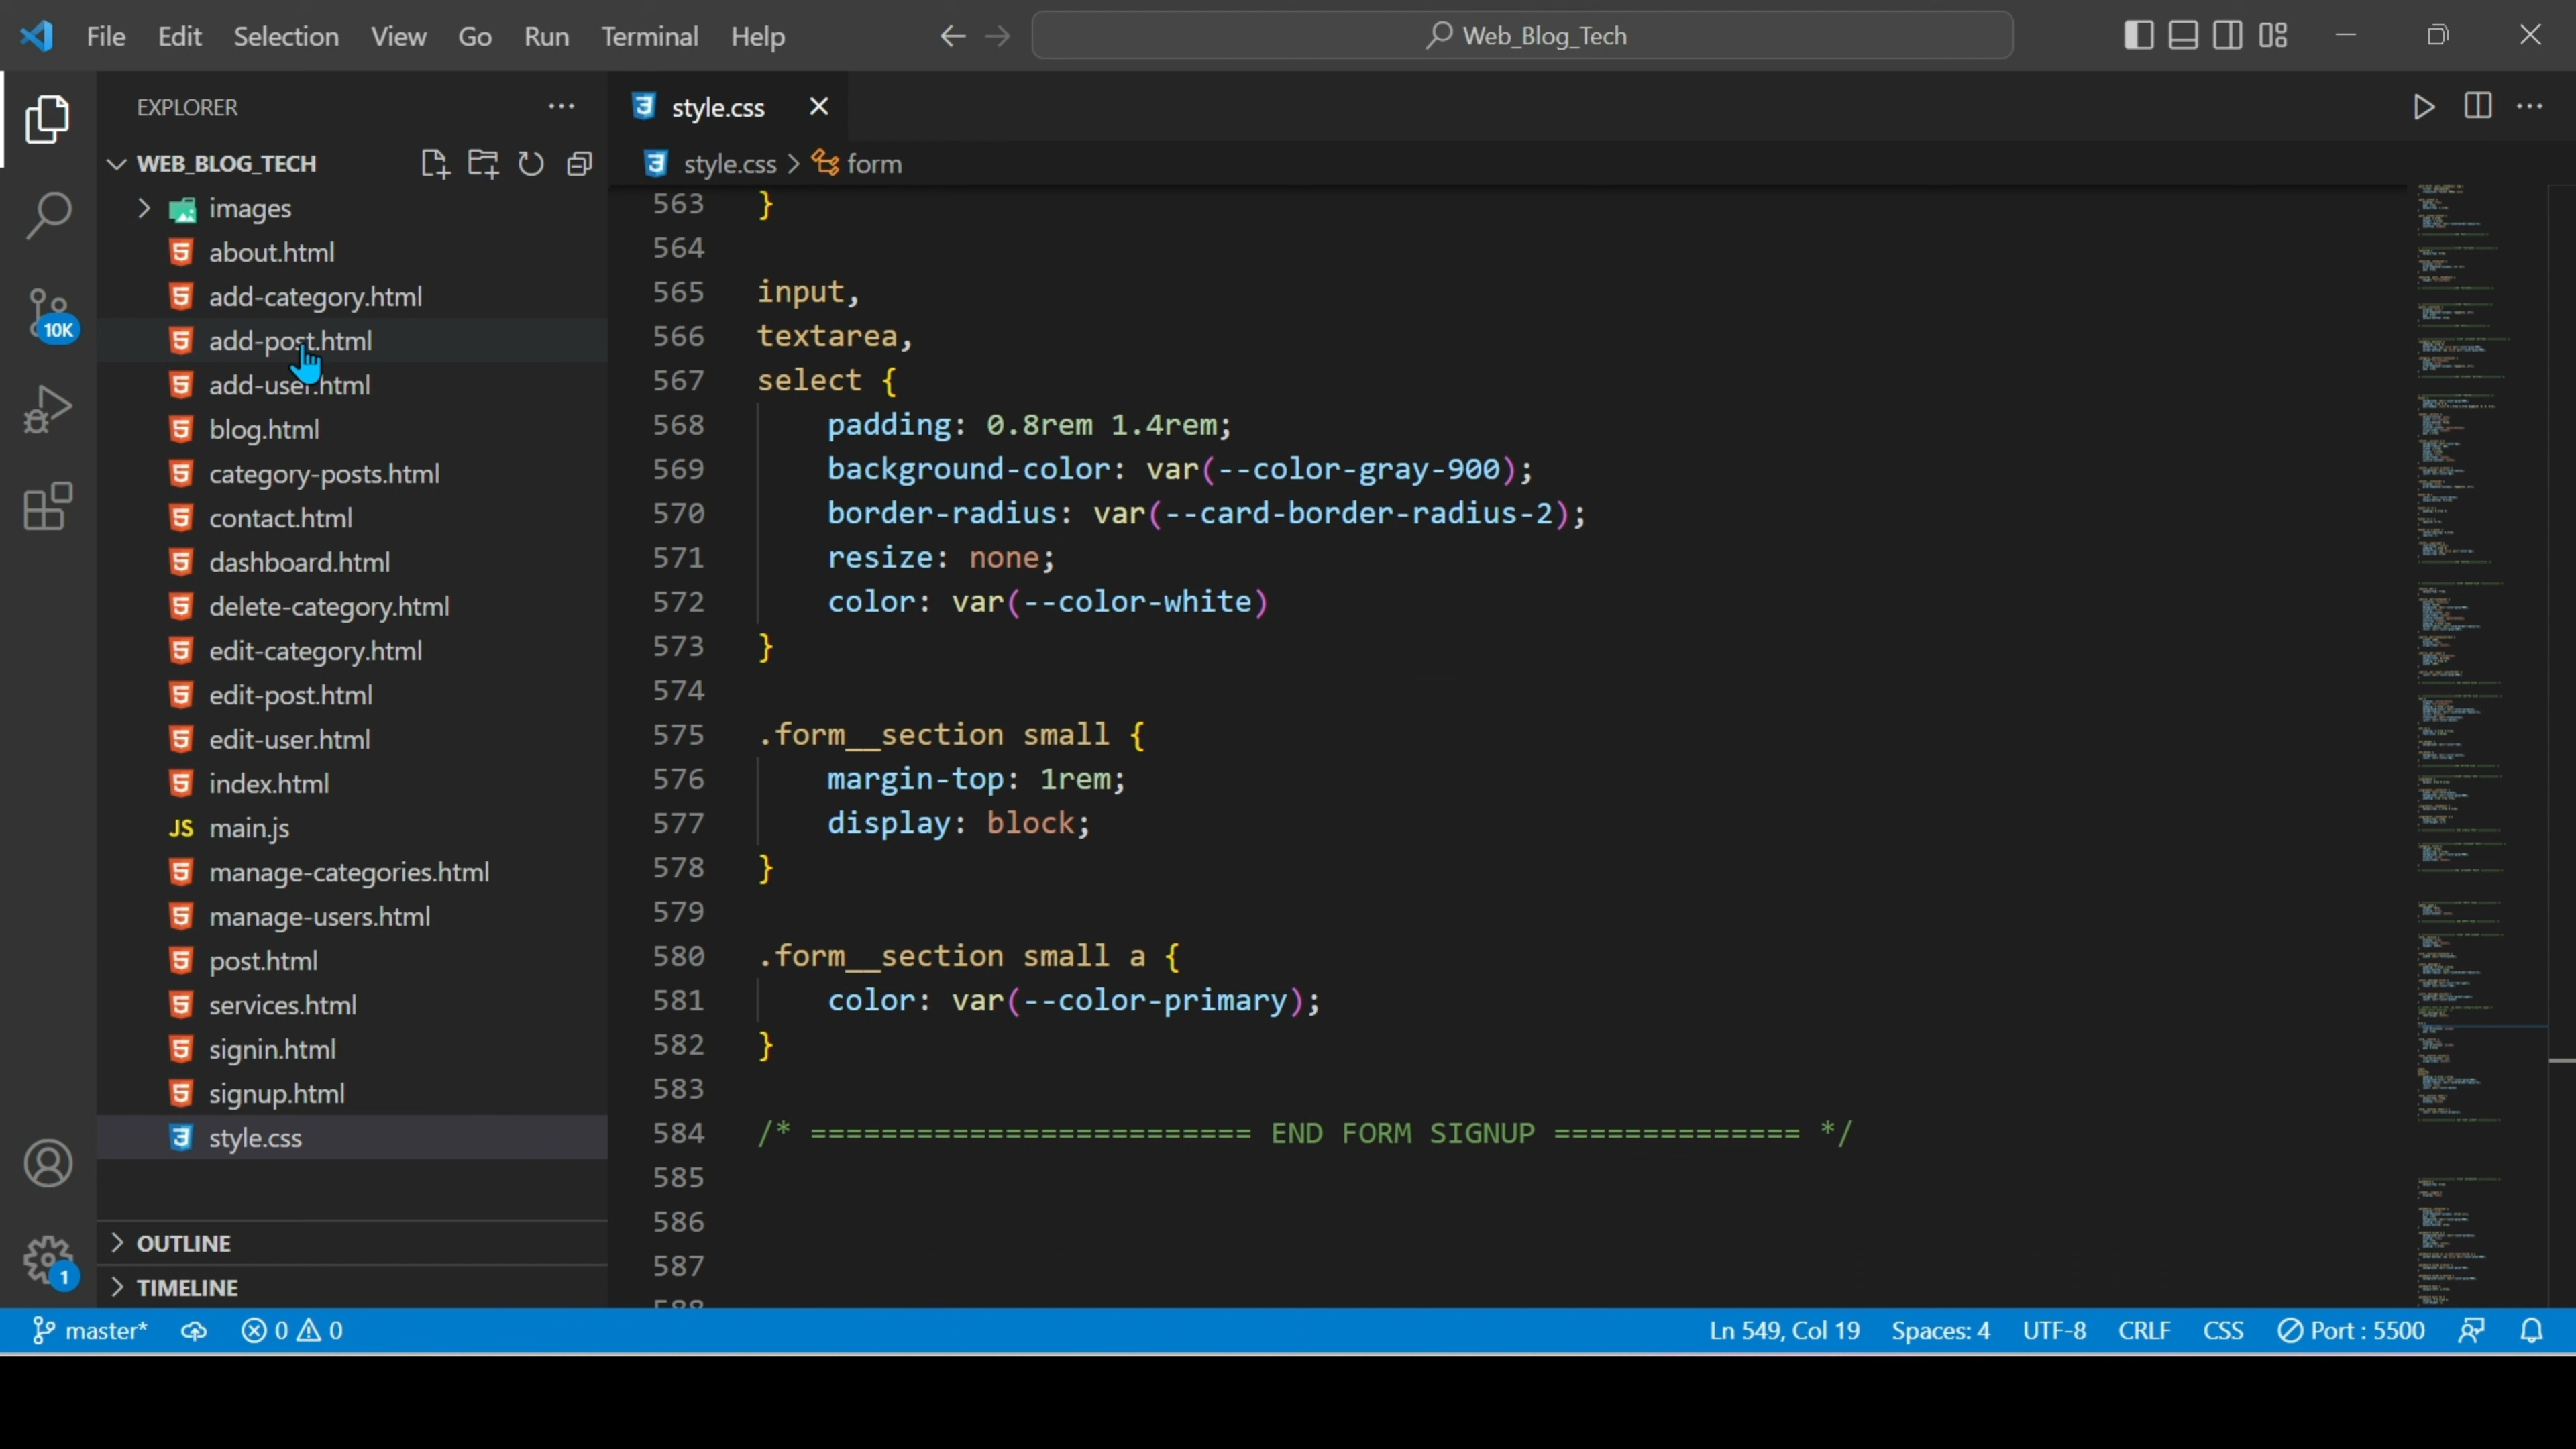 File Edit Selection View Go Run Terminal Help
Web_Blog_Tech
EXPLORER
WEB_BLOG_TECH
images
about.html
add-category.html
add-post.html
add-user.html
blog.html
category-posts.html
contact.html
dashboard.html
delete-category.html
edit-category.html
edit-post.html
edit-user.html
index.html
JS main.js
manage-categories.html
manage-users.html
post.html
services.html
signin.html
signup.html
style.css
OUTLINE
TIMELINE
10K
1
style.css
style.css > form
563 }
564
565 input,
566 textarea,
567 select {
568 padding: 0.8rem 1.4rem;
569 background-color: var(--color-gray-900);
570 border-radius: var(--card-border-radius-2);
571 resize: none;
572 color: var(--color-white)
573 }
574
575 .form__section small {
576 margin-top: 1rem;
577 display: block;
578 }
579
580 .form__section small a {
581 color: var(--color-primary);
582 }
583
584 /* ========================= END FORM SIGNUP ============== */
585
586
587
master* 0 0 Ln 549, Col 19 Spaces: 4 UTF-8 CRLF CSS Port : 5500